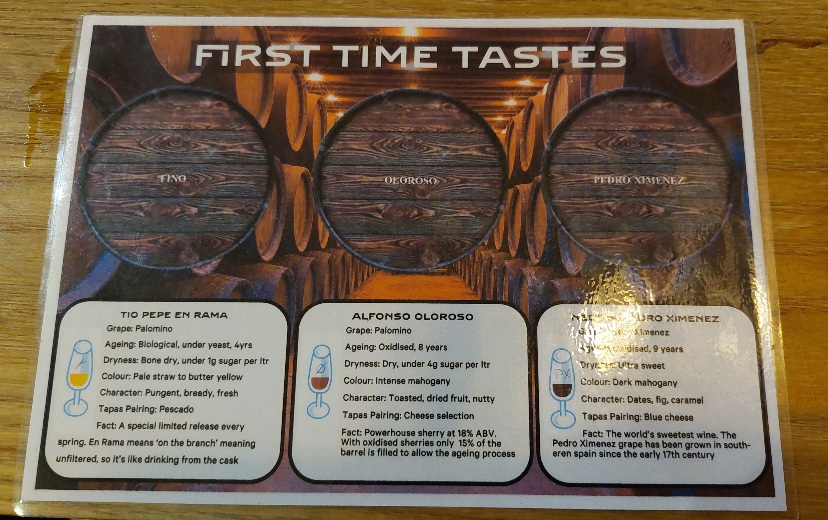 FIRST TIME TASTES
FINO
OLOROSO
PEDRO XIMENEZ
TIO PEPE EN RAMA
Grape: Palomino
Ageing: Biological, under yeast, 4yrs
Dryness: Bone dry, under 1g sugar per ltr
Colour: Pale straw to butter yellow
Character: Pungent, bready, fresh
Tapas Pairing: Pescado
Fact: A special limited release every
spring. En Rama means 'on the branch' meaning
unfiltered, so it's like drinking from the cask
ALFONSO OLOROSO
Grape: Palomino
Ageing: Oxidised, 8 years
Dryness: Dry, under 4g sugar per ltr
Colour: Intense mahogany
Character: Toasted, dried fruit, nutty
Tapas Pairing: Cheese selection
Fact: Powerhouse sherry at 18% ABV.
With oxidised sherries only 15% of the
barrel is filled to allow the ageing process
XIMENEZ
Ximenez
Oxidised, 9 years
Dryness: Ultra sweet
Colour: Dark mahogany
Character: Dates, fig, caramel
Tapas Pairing: Blue cheese
PX
Fact: The world's sweetest wine. The
Pedro Ximenez grape has been grown in south-
eren spain since the early 17th century